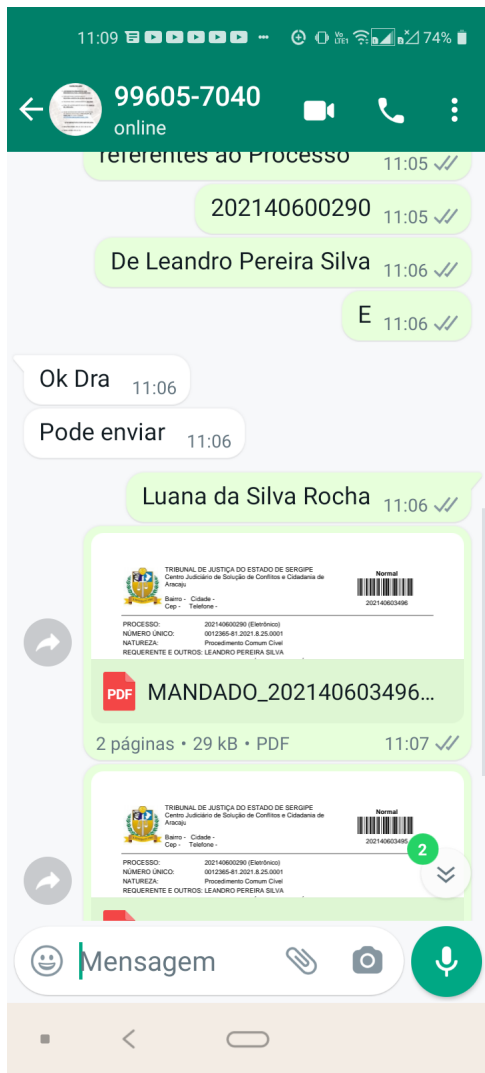 11:09
74%
99605-7040
online
referentes ao Processo 11:05
202140600290 11:05
De Leandro Pereira Silva 11:06
E 11:06
Ok Dra 11:06
Pode enviar 11:06
Luana da Silva Rocha 11:06
TRIBUNAL DE JUSTIÇA DO ESTADO DE SERGIPE
Centro Judiciário de Solução de Conflitos e Cidadania de
Aracaju
Normal
Bairro - Cidade -
Cep - Telefone -
202140603496
PROCESSO: 202140600290 (Eletrônico)
NÚMERO ÚNICO: 0012365-81.2021.8.25.0001
NATUREZA: Procedimento Comum Cível
REQUERENTE E OUTROS: LEANDRO PEREIRA SILVA
PDF MANDADO_202140603496...
2 páginas • 29 kB • PDF 11:07
TRIBUNAL DE JUSTIÇA DO ESTADO DE SERGIPE
Centro Judiciário de Solução de Conflitos e Cidadania de
Aracaju
Normal
Bairro - Cidade -
Cep - Telefone -
202140603495
2
PROCESSO: 202140600290 (Eletrônico)
NÚMERO ÚNICO: 0012365-81.2021.8.25.0001
NATUREZA: Procedimento Comum Cível
REQUERENTE E OUTROS: LEANDRO PEREIRA SILVA
Mensagem